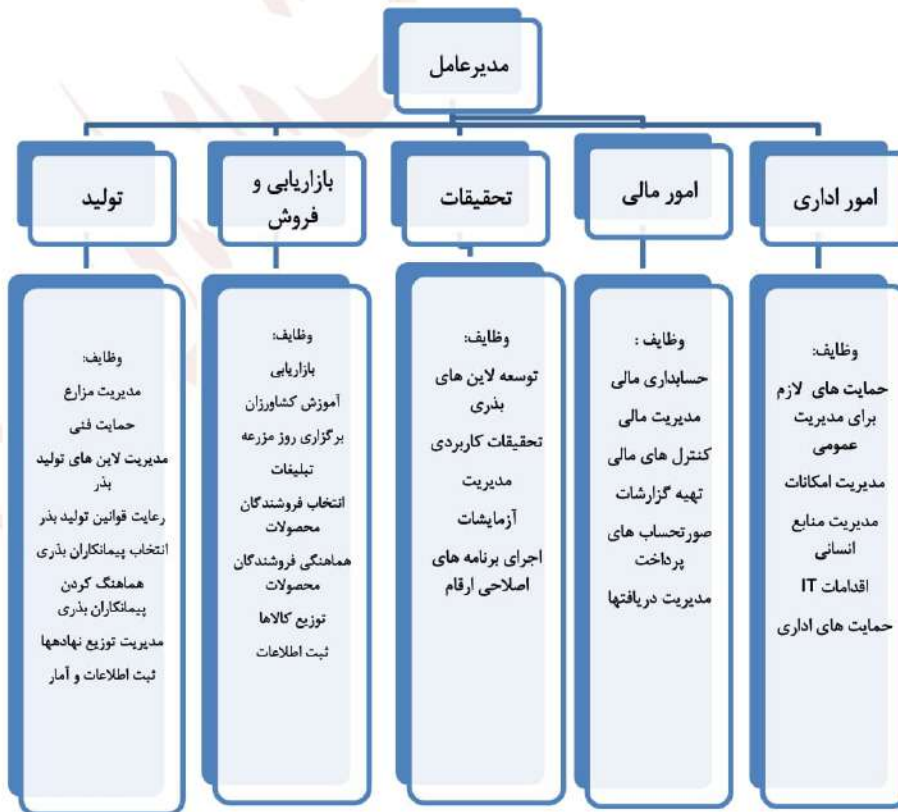 مدیرعامل
امور اداری
امور مالی
تحقیقات
بازاریابی و
فروش
تولید
وظایف:
حمایت های لازم
برای مدیریت
عمومی
مدیریت امکانات
مدیریت منابع
انسانی
اقدامات IT
حمایت های اداری
وظایف :
حسابداری مالی
مدیریت مالی
کنترل های مالی
تهیه گزارشات
صورتحساب های
پرداخت
مدیریت دریافتها
وظایف:
توسعه لاین های
بذری
تحقیقات کاربردی
مدیریت
آزمایشات
اجرای برنامه های
اصلاحی ارقام
وظایف:
بازاریابی
آموزش کشاورزان
برگزاری روز مزرعه
تبلیغات
انتخاب فروشندگان
محصولات
هماهنگی فروشندگان
محصولات
توزیع کالاها
ثبت اطلاعات
وظایف:
مدیریت مزارع
حمایت فنی
مدیریت لاین های تولید
بذر
رعایت قوانین تولید بذر
انتخاب پیمانکاران بذری
هماهنگ کردن
پیمانکاران بذری
مدیریت توزیع نهادهها
ثبت اطلاعات و آمار